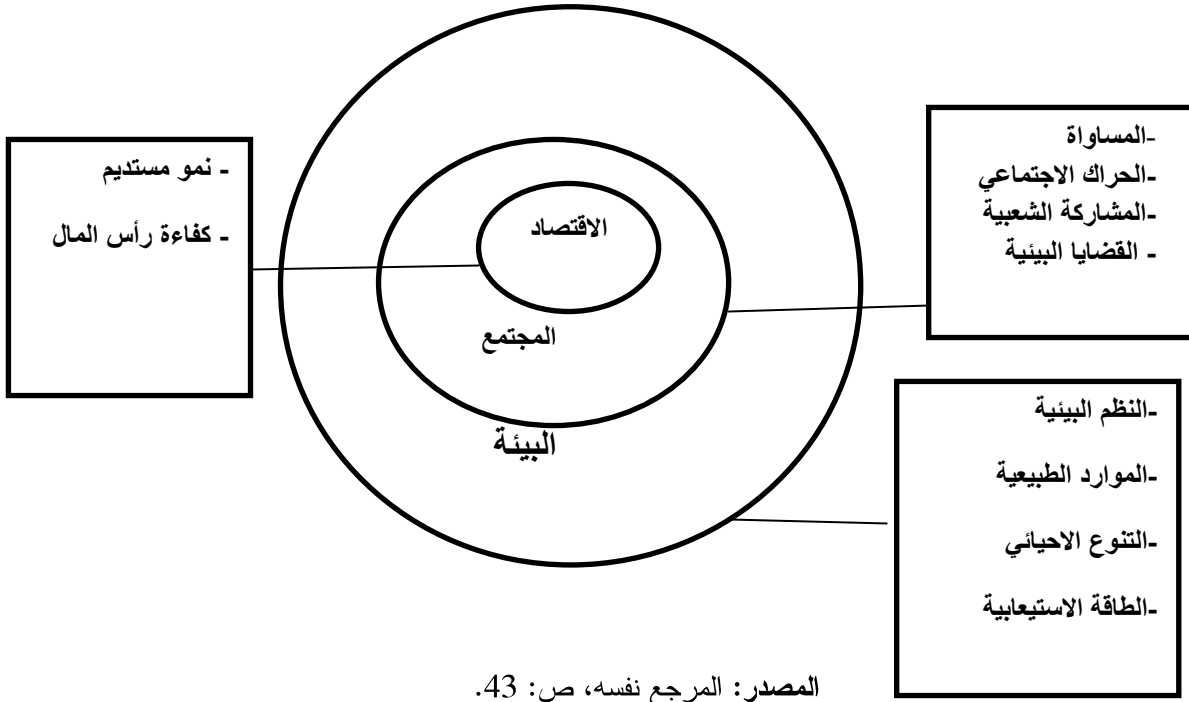 -المساواة
-الحراك الاجتماعي
-المشاركة الشعبية
- القضايا البيئية
- نمو مستديم
- كفاءة رأس المال
الاقتصاد
المجتمع
البيئة
-النظم البيئية
-الموارد الطبيعية
-التنوع الاحيائي
-الطاقة الاستيعابية
المصدر: المرجع نفسه، ص: 43.